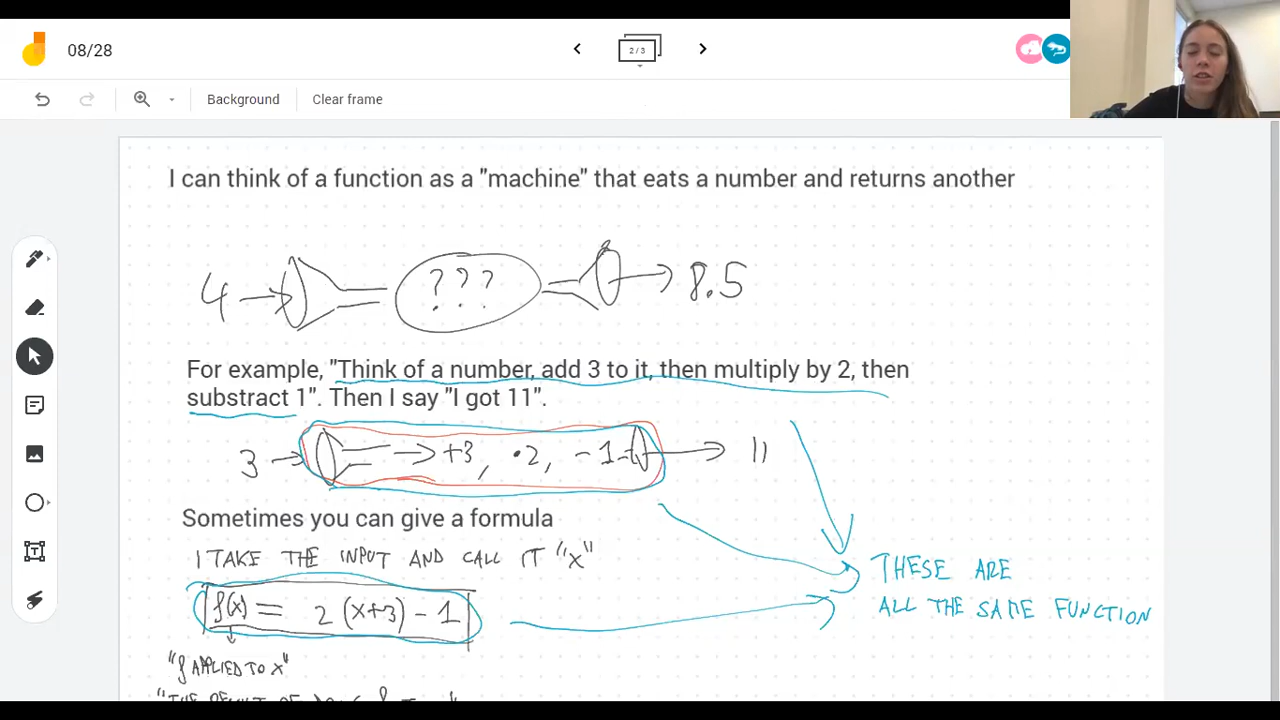 08/28
2/3
Background
Clear frame
I can think of a function as a "machine" that eats a number and returns another
4 ??? 8.5
For example, "Think of a number, add 3 to it, then multiply by 2, then
substract 1". Then I say "I got 11".
3 → +3, ·2, -1 → 11
Sometimes you can give a formula
I TAKE THE INPUT AND CALL IT "X"
THESE ARE
ALL THE SAME FUNCTION
f(x) = 2 (x+3) - 1
"f APPLIED TO X"
"THE RESULT OF